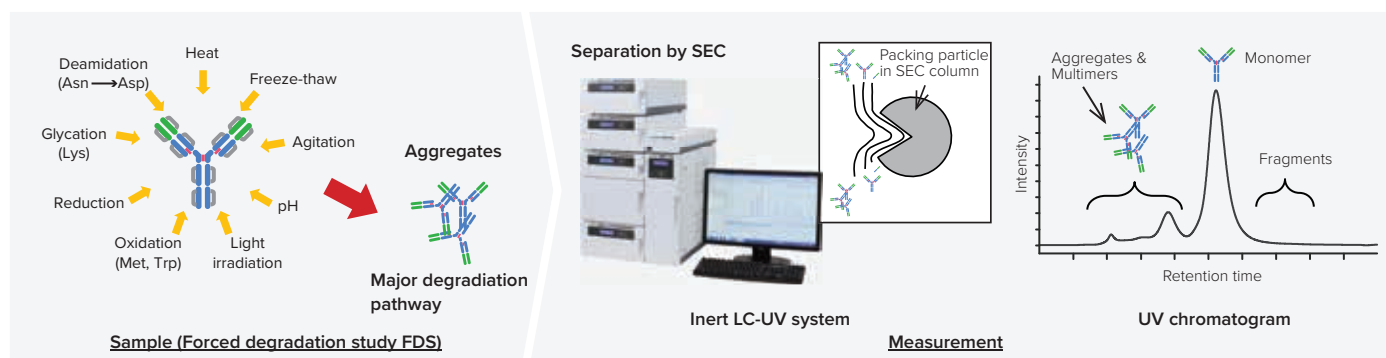 Deamidation
(Asn ⟶Asp)
Heat
Freeze-thaw
Glycation
(Lys)
Agitation
Reduction
pH
Oxidation
(Met, Trp)
Light
irradiation
Aggregates
Major degradiation
pathway
Sample (Forced degradation study FDS)
Separation by SEC
Packing particle
in SEC column
Inert LC-UV system
Measurement
Aggregates &
Multimers
Monomer
Fragments
Intensity
Retention time
UV chromatogram